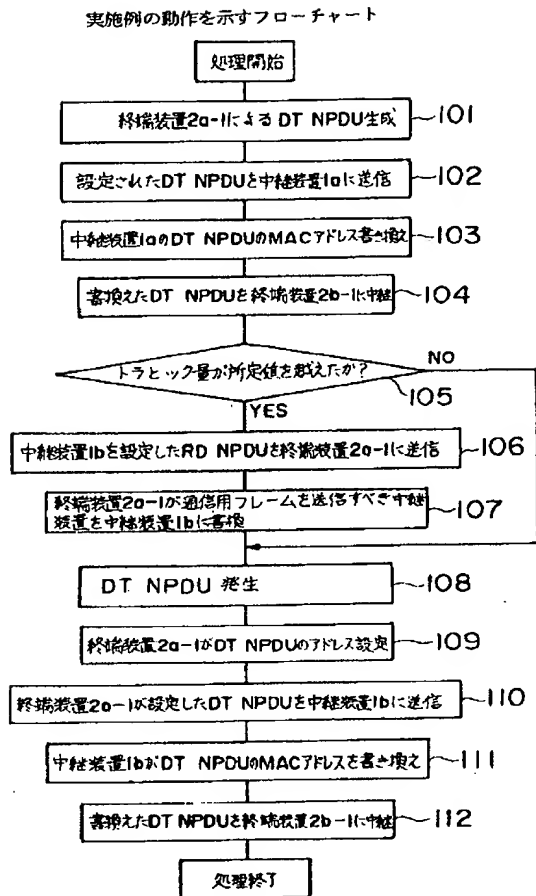 実施例の動作を示すフローチャート
処理開始
終端装置2a-1による DT NPDU生成
101
設定されたDT NPDUを中継装置1aに送信
102
中継装置1aのDT NPDUのMACアドレス書き換え
103
書換えたDT NPDUを終端装置2b-1に中継
104
トラヒック量が所定値を越えたか?
NO
105
YES
中継装置1bを設定したRD NPDUを終端装置2a-1に送信
106
終端装置2a-1が通信用フレームを送信すべき中継
装置を中継装置1bに書換
107
DT NPDU 発生
108
終端装置2a-1がDT NPDUのアドレス設定
109
終端装置2a-1が設定したDT NPDUを中継装置1bに送信
110
中継装置1bがDT NPDUのMACアドレスを書き換え
111
書換えたDT NPDUを終端装置2b-1に中継
112
処理終了